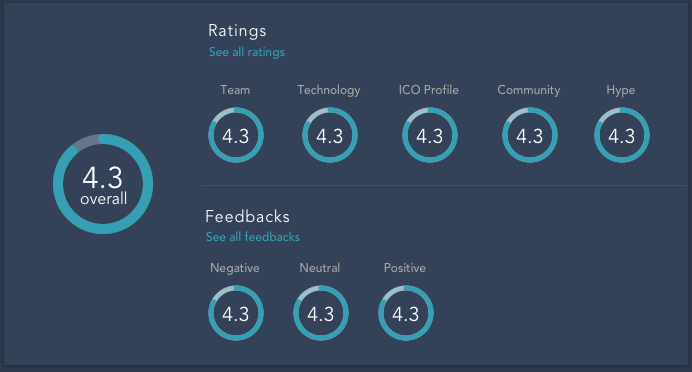 Ratings
See all ratings
Team Technology ICO Profile Community Hype
4.3 4.3 4.3 4.3 4.3
4.3
overall
Feedbacks
See all feedbacks
Negative Neutral Positive
4.3 4.3 4.3